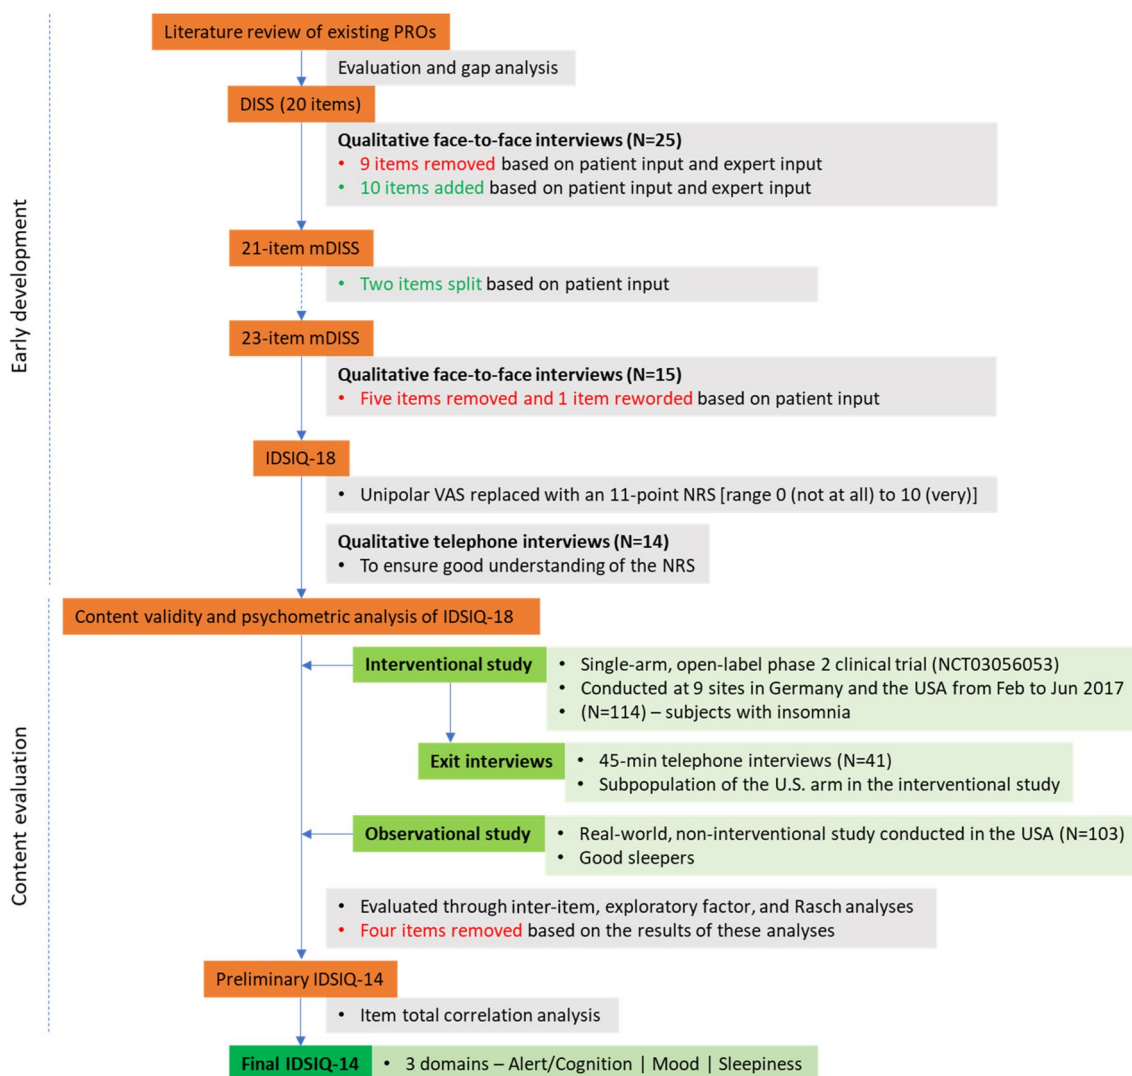 Literature review of existing PROs
Evaluation and gap analysis
DISS (20 items)
Qualitative face-to-face interviews (N=25)
• 9 items removed based on patient input and expert input
• 10 items added based on patient input and expert input
21-item mDISS
• Two items split based on patient input
23-item mDISS
Qualitative face-to-face interviews (N=15)
• Five items removed and 1 item reworded based on patient input
IDSIQ-18
• Unipolar VAS replaced with an 11-point NRS [range 0 (not at all) to 10 (very)]
Qualitative telephone interviews (N=14)
• To ensure good understanding of the NRS
Early development
Content validity and psychometric analysis of IDSIQ-18
Interventional study
• Single-arm, open-label phase 2 clinical trial (NCT03056053)
• Conducted at 9 sites in Germany and the USA from Feb to Jun 2017
• (N=114) – subjects with insomnia
Exit interviews
• 45-min telephone interviews (N=41)
• Subpopulation of the U.S. arm in the interventional study
Observational study
• Real-world, non-interventional study conducted in the USA (N=103)
• Good sleepers
• Evaluated through inter-item, exploratory factor, and Rasch analyses
• Four items removed based on the results of these analyses
Preliminary IDSIQ-14
• Item total correlation analysis
Content evaluation
Final IDSIQ-14
• 3 domains – Alert/Cognition | Mood | Sleepiness